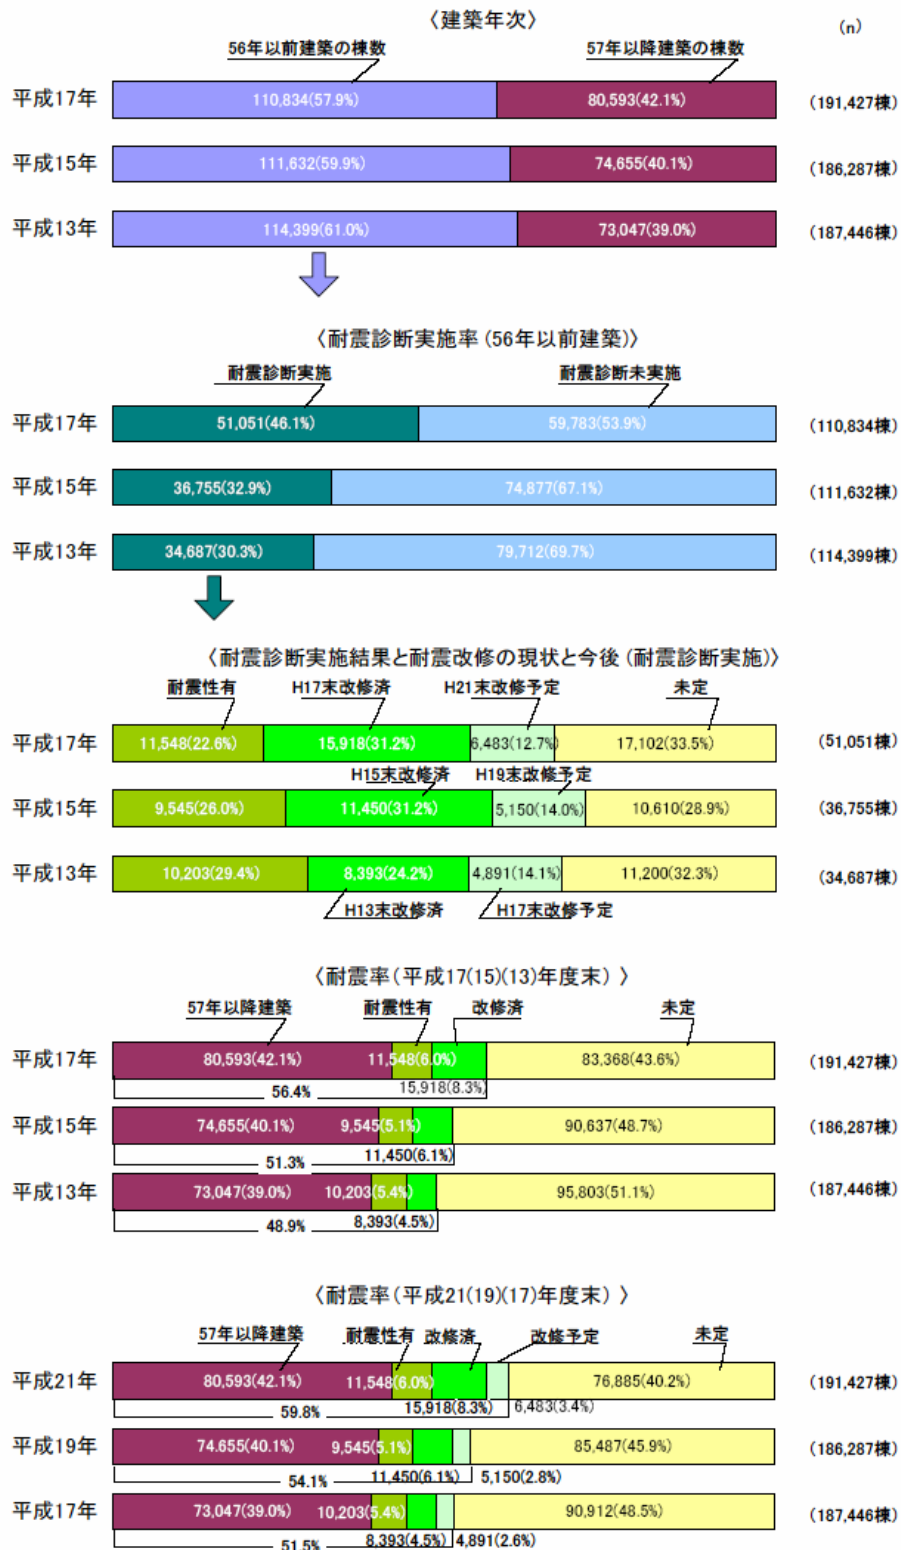 〈建築年次〉
(n)
56年以前建築の棟数 57年以降建築の棟数
平成17年 110,834(57.9%) 80,593(42.1%) (191,427棟)
平成15年 111,632(59.9%) 74,655(40.1%) (186,287棟)
平成13年 114,399(61.0%) 73,047(39.0%) (187,446棟)
〈耐震診断実施率(56年以前建築)〉
耐震診断実施 耐震診断未実施
平成17年 51,051(46.1%) 59,783(53.9%) (110,834棟)
平成15年 36,755(32.9%) 74,877(67.1%) (111,632棟)
平成13年 34,687(30.3%) 79,712(69.7%) (114,399棟)
〈耐震診断実施結果と耐震改修の現状と今後(耐震診断実施)〉
耐震性有 H17末改修済 H21末改修予定 未定
平成17年 11,548(22.6%) 15,918(31.2%) 6,483(12.7%) 17,102(33.5%) (51,051棟)
H15末改修済 H19末改修予定
平成15年 9,545(26.0%) 11,450(31.2%) 5,150(14.0%) 10,610(28.9%) (36,755棟)
平成13年 10,203(29.4%) 8,393(24.2%) 4,891(14.1%) 11,200(32.3%) (34,687棟)
H13末改修済 H17末改修予定
〈耐震率(平成17(15)(13)年度末)〉
57年以降建築 耐震性有 改修済 未定
平成17年 80,593(42.1%) 11,548(6.0%) 83,368(43.6%) (191,427棟)
56.4% 15,918(8.3%)
平成15年 74,655(40.1%) 9,545(5.1%) 90,637(48.7%) (186,287棟)
51.3% 11,450(6.1%)
平成13年 73,047(39.0%) 10,203(5.4%) 95,803(51.1%) (187,446棟)
48.9% 8,393(4.5%)
〈耐震率(平成21(19)(17)年度末)〉
57年以降建築 耐震性有 改修済 改修予定 未定
平成21年 80,593(42.1%) 11,548(6.0%) 76,885(40.2%) (191,427棟)
59.8% 15,918(8.3%) 6,483(3.4%)
平成19年 74,655(40.1%) 9,545(5.1%) 85,487(45.9%) (186,287棟)
54.1% 11,450(6.1%) 5,150(2.8%)
平成17年 73,047(39.0%) 10,203(5.4%) 90,912(48.5%) (187,446棟)
51.5% 8,393(4.5%) 4,891(2.6%)